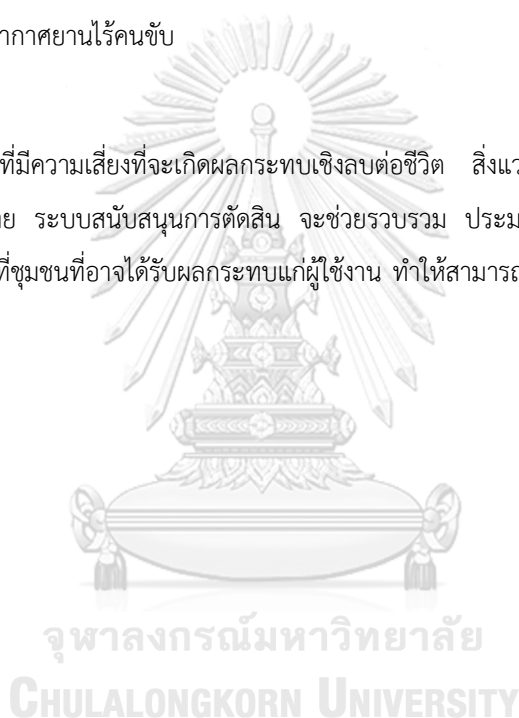 ากาศยานไร้คนขับ
ที่มีความเสี่ยงที่จะเกิดผลกระทบเชิงลบต่อชีวิต สิ่งแว
าย ระบบสนับสนุนการตัดสิน จะช่วยรวบรวม ประม
ที่ชุมชนที่อาจได้รับผลกระทบแก่ผู้ใช้งาน ทำให้สามารถ
จุฬาลงกรณ์มหาวิทยาลัย
CHULALONGKORN UNIVERSITY